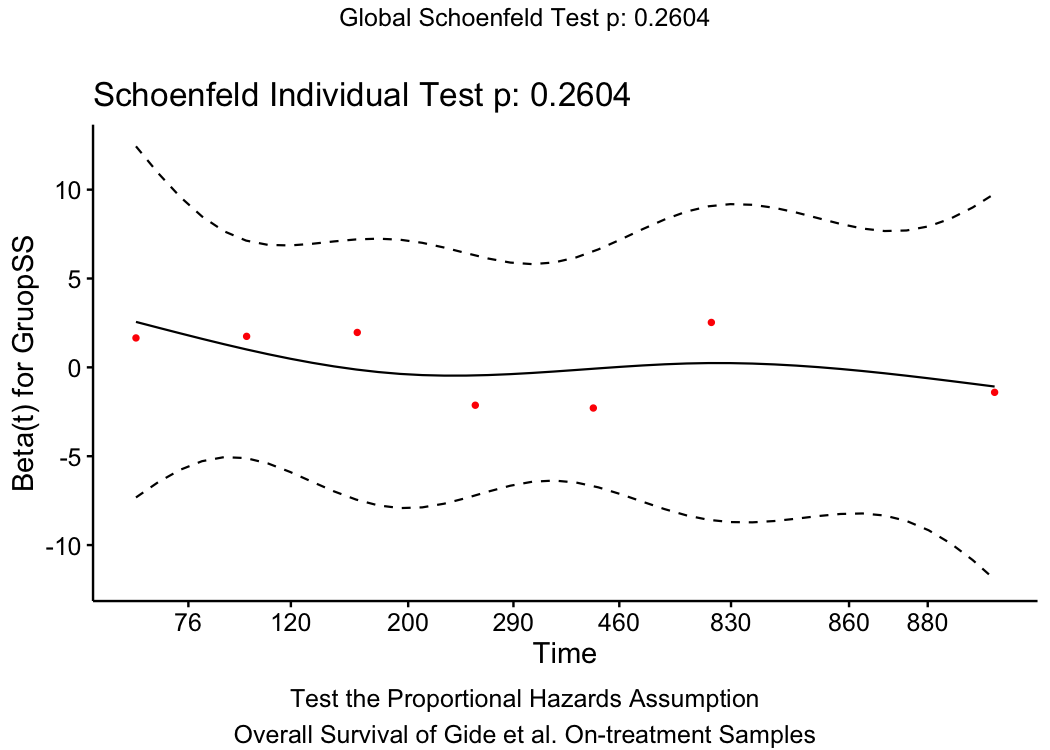 Global Schoenfeld Test p: 0.2604
Schoenfeld Individual Test p: 0.2604
Beta(t) for GruopSS
10
5
0
-5
-10
76 120 200 290 460 830 860 880
Time
Test the Proportional Hazards Assumption
Overall Survival of Gide et al. On-treatment Samples